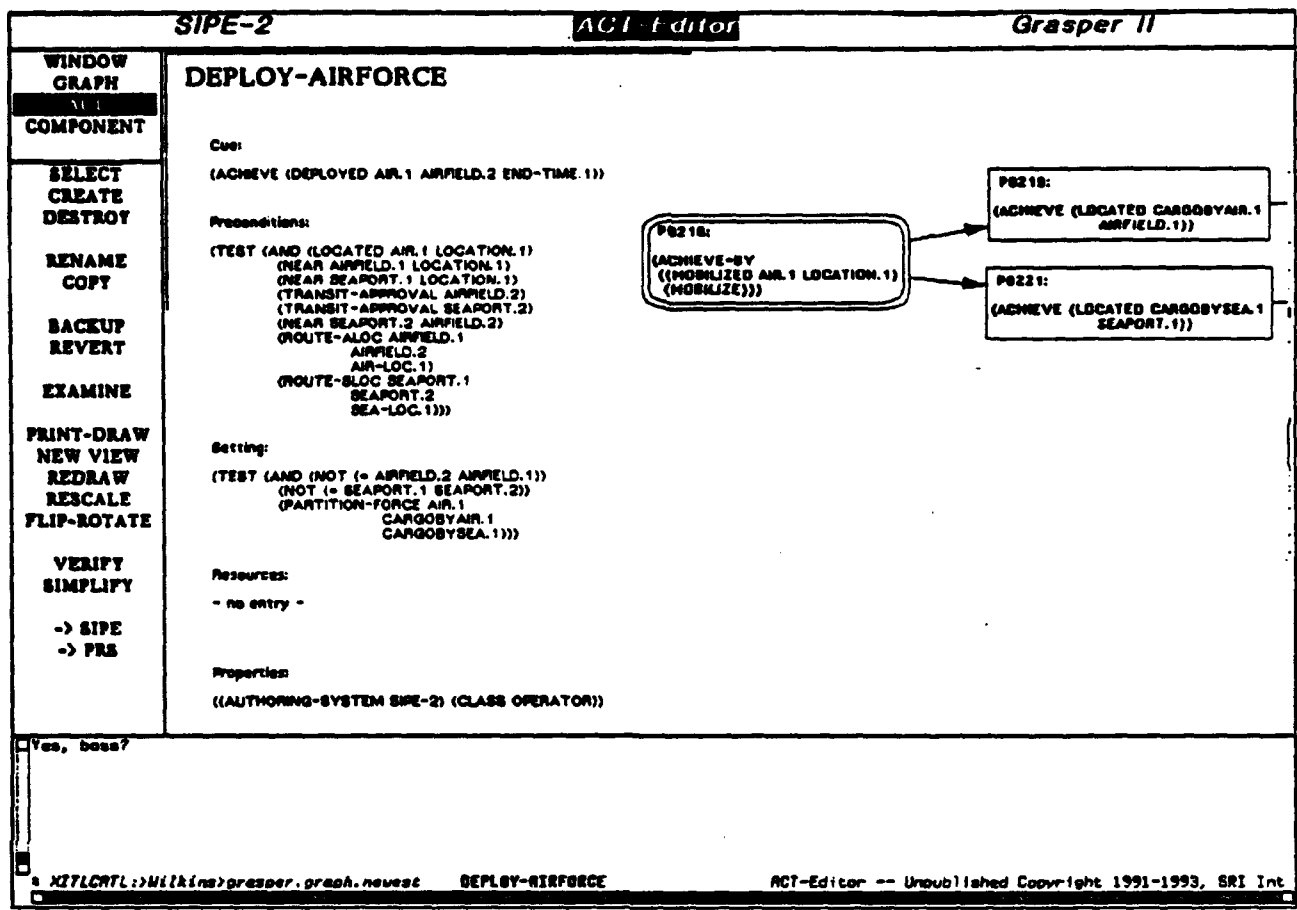 SIPE-2 ACT-Editor Grasper II
WINDOW
GRAPH
ACT
COMPONENT
SELECT
CREATE
DESTROY
RENAME
COPY
BACKUP
REVERT
EXAMINE
PRINT-DRAW
NEW VIEW
REDRAW
RESCALE
FLIP-ROTATE
VERIFY
SIMPLIFY
-> SIPE
-> PRS
DEPLOY-AIRFORCE
Cue:
(ACHIEVE (DEPLOYED AIR.1 AIRFIELD.2 END-TIME.1))
Preconditions:
(TEST (AND (LOCATED AIR.1 LOCATION.1)
(NEAR AIRFIELD.1 LOCATION.1)
(NEAR SEAPORT.1 LOCATION.1)
(TRANSIT-APPROVAL AIRFIELD.2)
(TRANSIT-APPROVAL SEAPORT.2)
(NEAR SEAPORT.2 AIRFIELD.2)
(ROUTE-ALOC AIRFIELD.1
AIRFIELD.2
AIR-LOC.1)
(ROUTE-SLOC SEAPORT.1
SEAPORT.2
SEA-LOC.1)))
Setting:
(TEST (AND (NOT (= AIRFIELD.2 AIRFIELD.1))
(NOT (= SEAPORT.1 SEAPORT.2))
(PARTITION-FORCE AIR.1
CARGOBYAIR.1
CARGOBYSEA.1)))
Resources:
- no entry -
Properties:
((AUTHORING-SYSTEM SIPE-2) (CLASS OPERATOR))
(ACHIEVE-BY
((MOBILIZED AIR.1 LOCATION.1)
(MOBILIZE)))
(ACHIEVE (LOCATED CARGOBYAIR.1
AIRFIELD.1))
P6221:
(ACHIEVE (LOCATED CARGOBYSEA.1
SEAPORT.1))
Yes, boss?
XITLCATL:>Wilkins>grasper.graph.newest DEPLOY-AIRFORCE ACT-Editor -- Unpublished Copyright 1991-1993, SRI Int